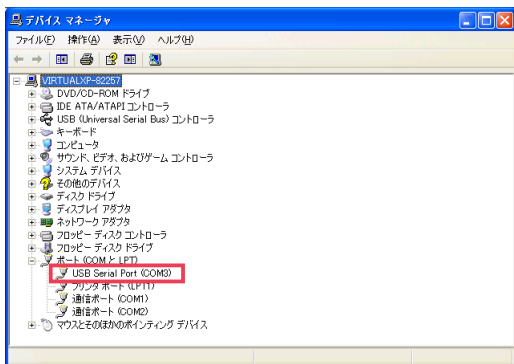 デバイス マネージャ
ファイル(F) 操作(A) 表示(V) ヘルプ(H)
VIRTUALXP-82257
DVD/CD-ROM ドライブ
IDE ATA/ATAPI コントローラ
USB (Universal Serial Bus) コントローラ
キーボード
コンピュータ
サウンド、ビデオ、およびゲーム コントローラ
システム デバイス
その他のデバイス
ディスク ドライブ
ディスプレイ アダプタ
ネットワーク アダプタ
フロッピー ディスク コントローラ
フロッピー ディスク ドライブ
ポート (COM と LPT)
USB Serial Port (COM3)
プリンタ ポート (LPT1)
通信ポート (COM1)
通信ポート (COM2)
マウスとそのほかのポインティング デバイス